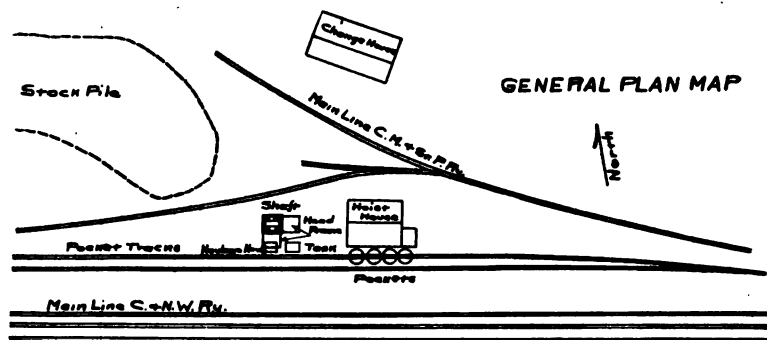 Change House
Stock Pile
GENERAL PLAN MAP
Main Line C.M. & St. P. Ry.
North
Shaft
Head
Frame
Hoist
House
Pocket Tracks
Tank
Pockets
Main Line C. & N.W. Ry.